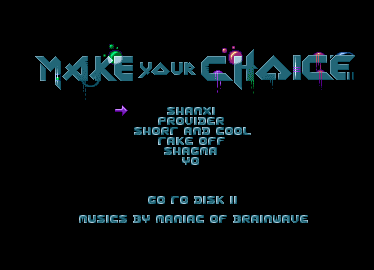 MAKE YOUR CHOICE
SHANXI
PROVIDER
SHORT AND COOL
TAKE OFF
SHAGMA
YO
GO TO DISK II
MUSICS BY MANIAC OF BRAINWAVE